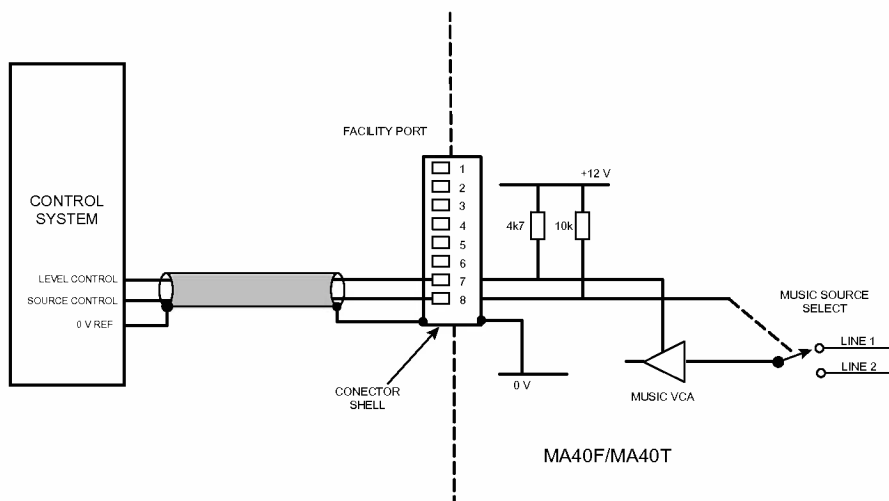 FACILITY PORT
CONTROL
SYSTEM
LEVEL CONTROL
SOURCE CONTROL
0 V REF
1
2
3
4
5
6
7
8
CONECTOR
SHELL
+12 V
4k7
10k
0 V
MUSIC VCA
MUSIC SOURCE
SELECT
LINE 1
LINE 2
MA40F/MA40T